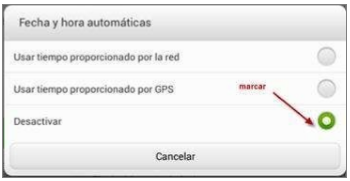 Fecha y hora automáticas
Usar tiempo proporcionado por la red
Usar tiempo proporcionado por GPS
marcar
Desactivar
Cancelar